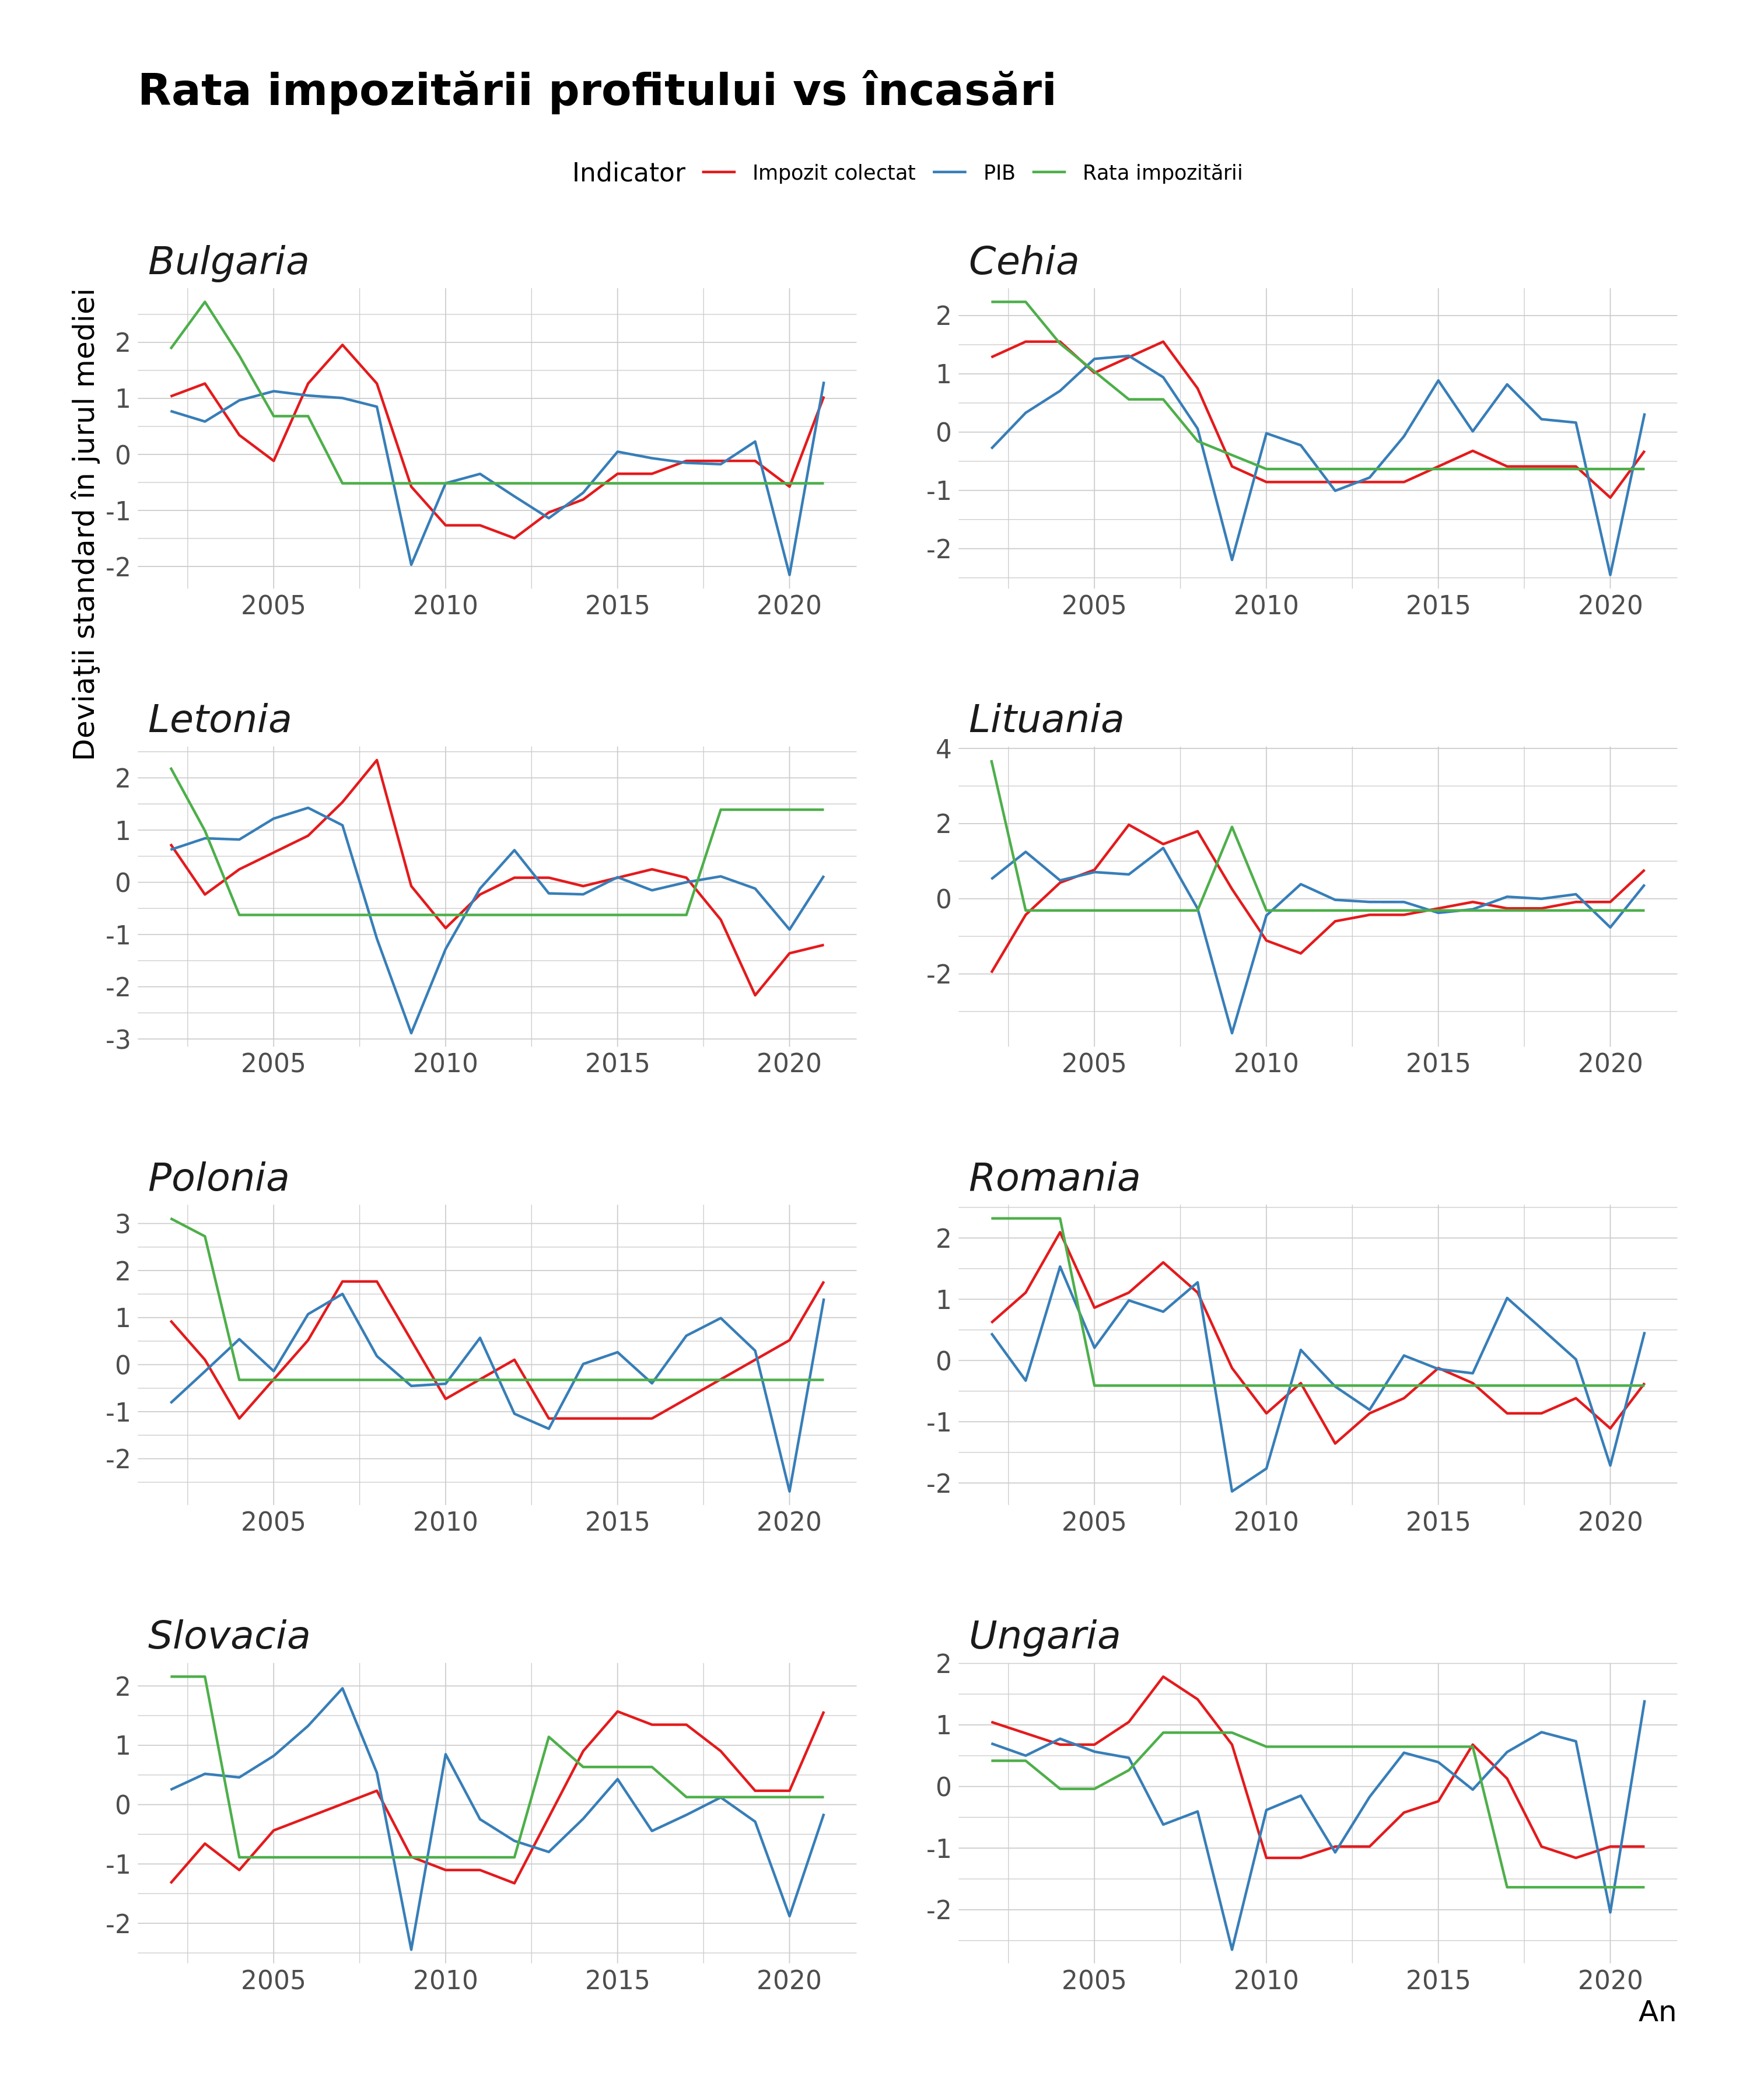 Rata impozitării profitului vs încasări
Indicator Impozit colectat PIB Rata impozitării
Deviații standard în jurul mediei
Bulgaria
2
1
0
-1
-2
2005 2010 2015 2020
Cehia
2
1
0
-1
-2
2005 2010 2015 2020
Letonia
2
1
0
-1
-2
-3
2005 2010 2015 2020
Lituania
4
2
0
-2
2005 2010 2015 2020
Polonia
3
2
1
0
-1
-2
2005 2010 2015 2020
Romania
2
1
0
-1
-2
2005 2010 2015 2020
Slovacia
2
1
0
-1
-2
2005 2010 2015 2020
Ungaria
2
1
0
-1
-2
2005 2010 2015 2020
An